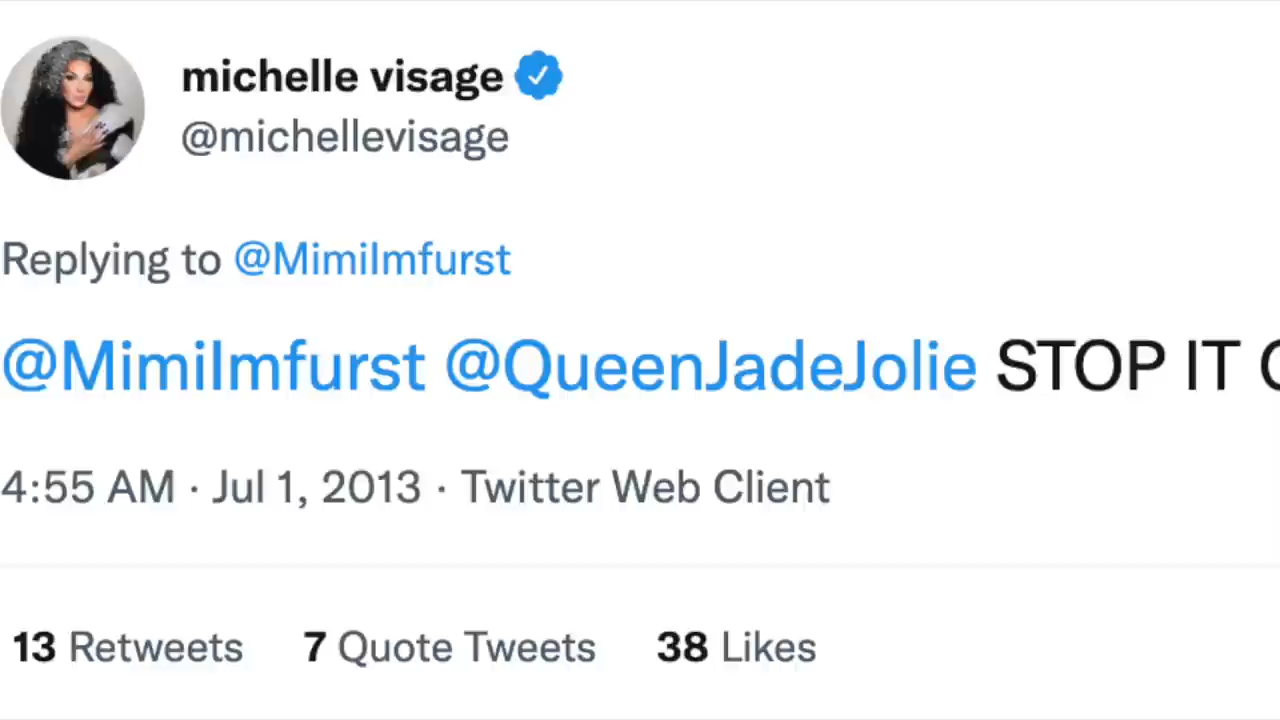 michelle visage
@michellevisage
Replying to @MimiImfurst
@MimiImfurst @QueenJadeJolie STOP IT
4:55 AM · Jul 1, 2013 · Twitter Web Client
13 Retweets 7 Quote Tweets 38 Likes